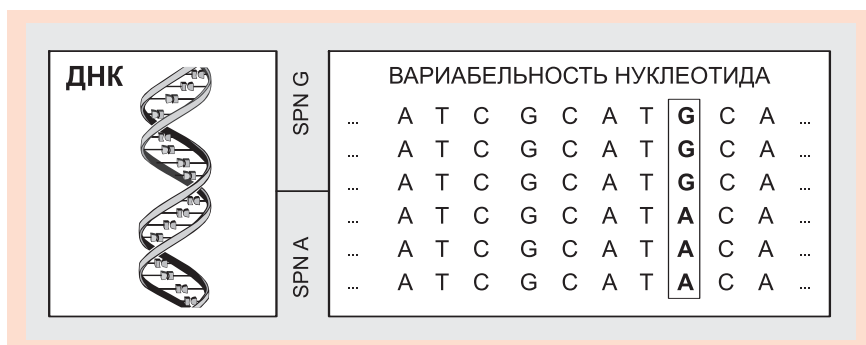 ДНК
SPN G
SPN A
ВАРИАБЕЛЬНОСТЬ НУКЛЕОТИДА
... A T C G C A T G C A ...
... A T C G C A T G C A ...
... A T C G C A T G C A ...
... A T C G C A T A C A ...
... A T C G C A T A C A ...
... A T C G C A T A C A ...